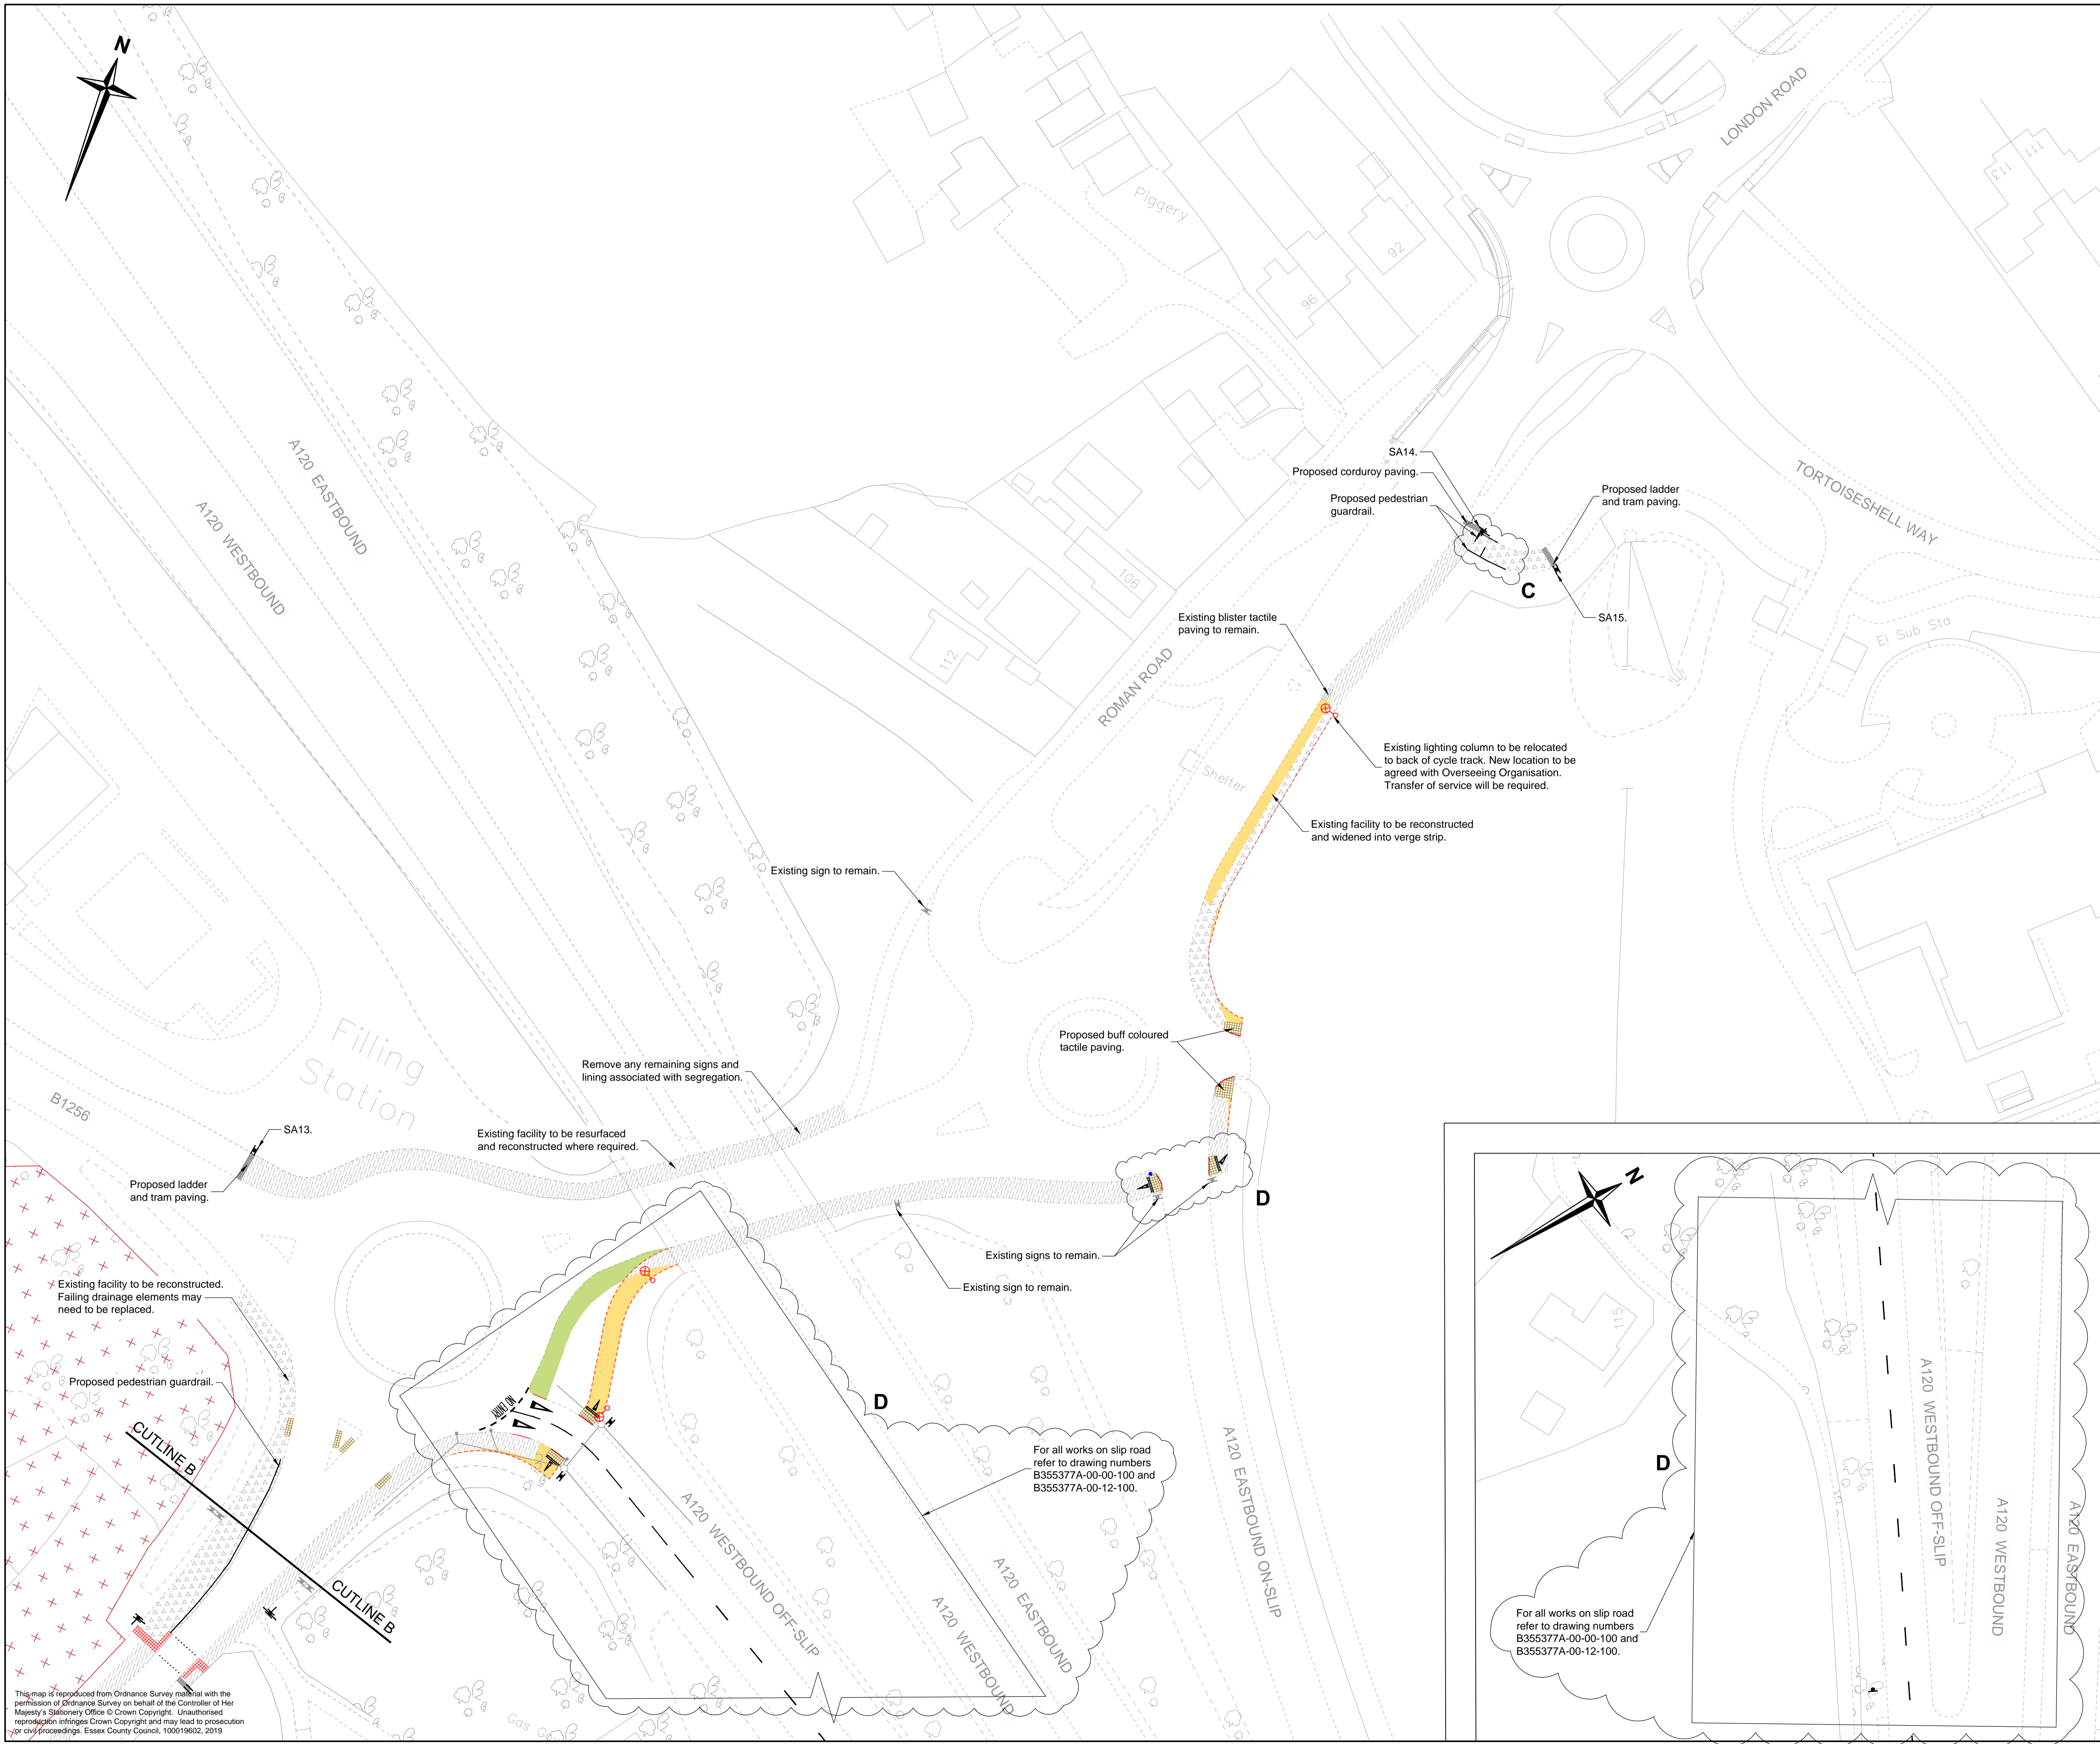 N
LONDON ROAD
111
113
Piggery
92
96
A120 EASTBOUND
A120 WESTBOUND
SA14.
Proposed corduroy paving.
Proposed pedestrian
guardrail.
Proposed ladder
and tram paving.
TORTOISESHELL WAY
C
SA15.
106
112
El Sub Sta
Existing blister tactile
paving to remain.
ROMAN ROAD
Shelter
Existing lighting column to be relocated
to back of cycle track. New location to be
agreed with Overseeing Organisation.
Transfer of service will be required.
Existing facility to be reconstructed
and widened into verge strip.
Existing sign to remain.
Filling
Station
Proposed buff coloured
tactile paving.
Remove any remaining signs and
lining associated with segregation.
B1256
SA13.
Existing facility to be resurfaced
and reconstructed where required.
Proposed ladder
and tram paving.
D
Existing signs to remain.
Existing sign to remain.
Existing facility to be reconstructed.
Failing drainage elements may
need to be replaced.
Proposed pedestrian guardrail.
NO ENTRY
D
CUTLINE B
CUTLINE B
For all works on slip road
refer to drawing numbers
B355377A-00-00-100 and
B355377A-00-12-100.
A120 WESTBOUND OFF-SLIP
A120 WESTBOUND
A120 EASTBOUND
A120 EASTBOUND ON-SLIP
N
115
D
A120 WESTBOUND OFF-SLIP
A120 WESTBOUND
A120 EASTBOUND
For all works on slip road
refer to drawing numbers
B355377A-00-00-100 and
B355377A-00-12-100.
This map is reproduced from Ordnance Survey material with the
permission of Ordnance Survey on behalf of the Controller of Her
Majesty's Stationery Office © Crown Copyright. Unauthorised
reproduction infringes Crown Copyright and may lead to prosecution
or civil proceedings. Essex County Council, 100019602, 2019
Gas